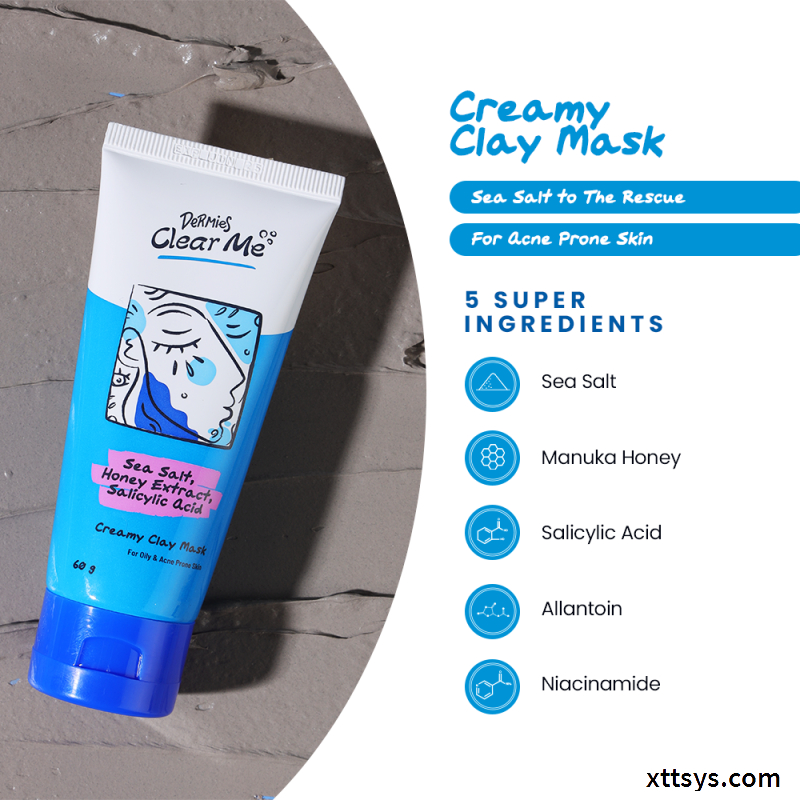 Creamy
Clay Mask
Sea Salt to The Rescue
For Acne Prone Skin
5 SUPER
INGREDIENTS
Sea Salt
Manuka Honey
Salicylic Acid
Allantoin
Niacinamide
DeRMieS
Clear Me
Sea Salt,
Honey Extract,
Salicylic Acid
Creamy Clay Mask
For Oily & Acne Prone Skin
60 g
xttsys.com